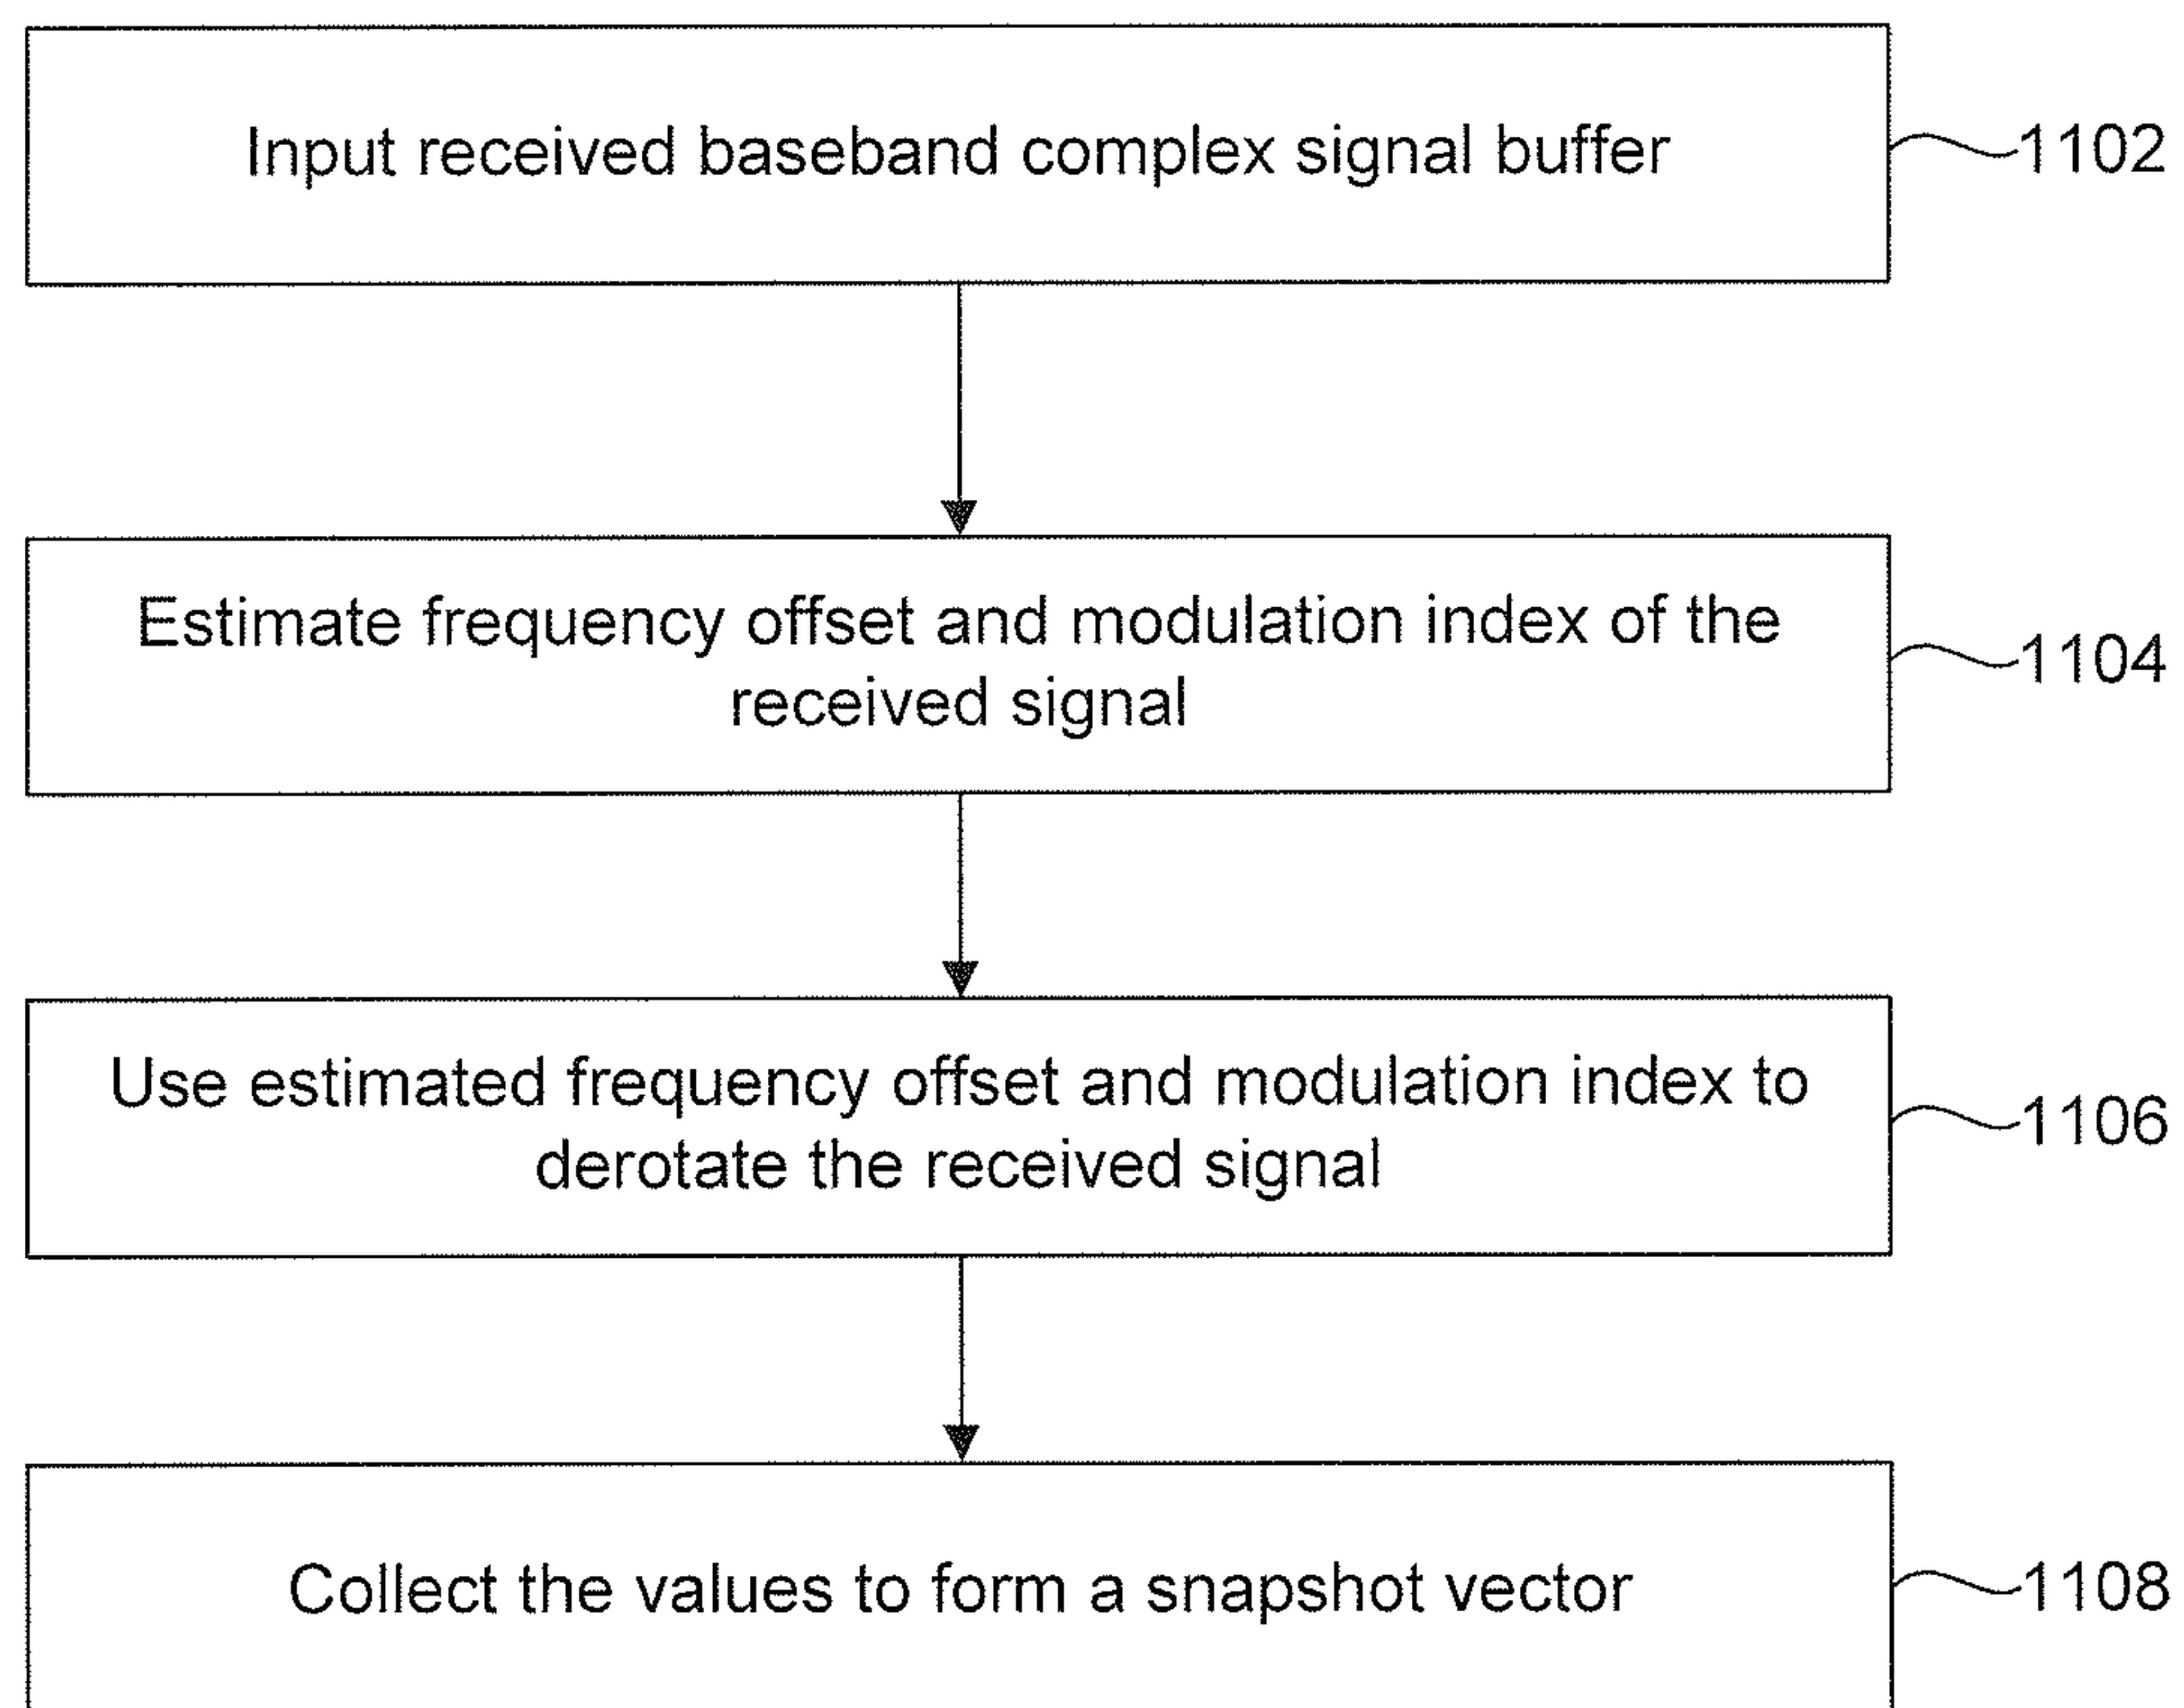 Input received baseband complex signal buffer
1102
Estimate frequency offset and modulation index of the
received signal
1104
Use estimated frequency offset and modulation index to
derotate the received signal
1106
Collect the values to form a snapshot vector
1108